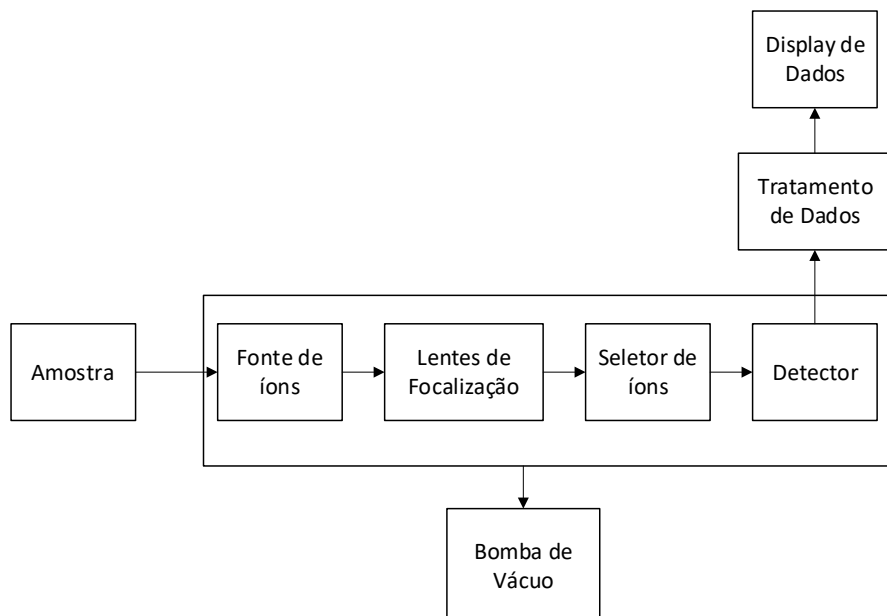 Display de
Dados
Tratamento
de Dados
Amostra
Fonte de
íons
Lentes de
Focalização
Seletor de
íons
Detector
Bomba de
Vácuo